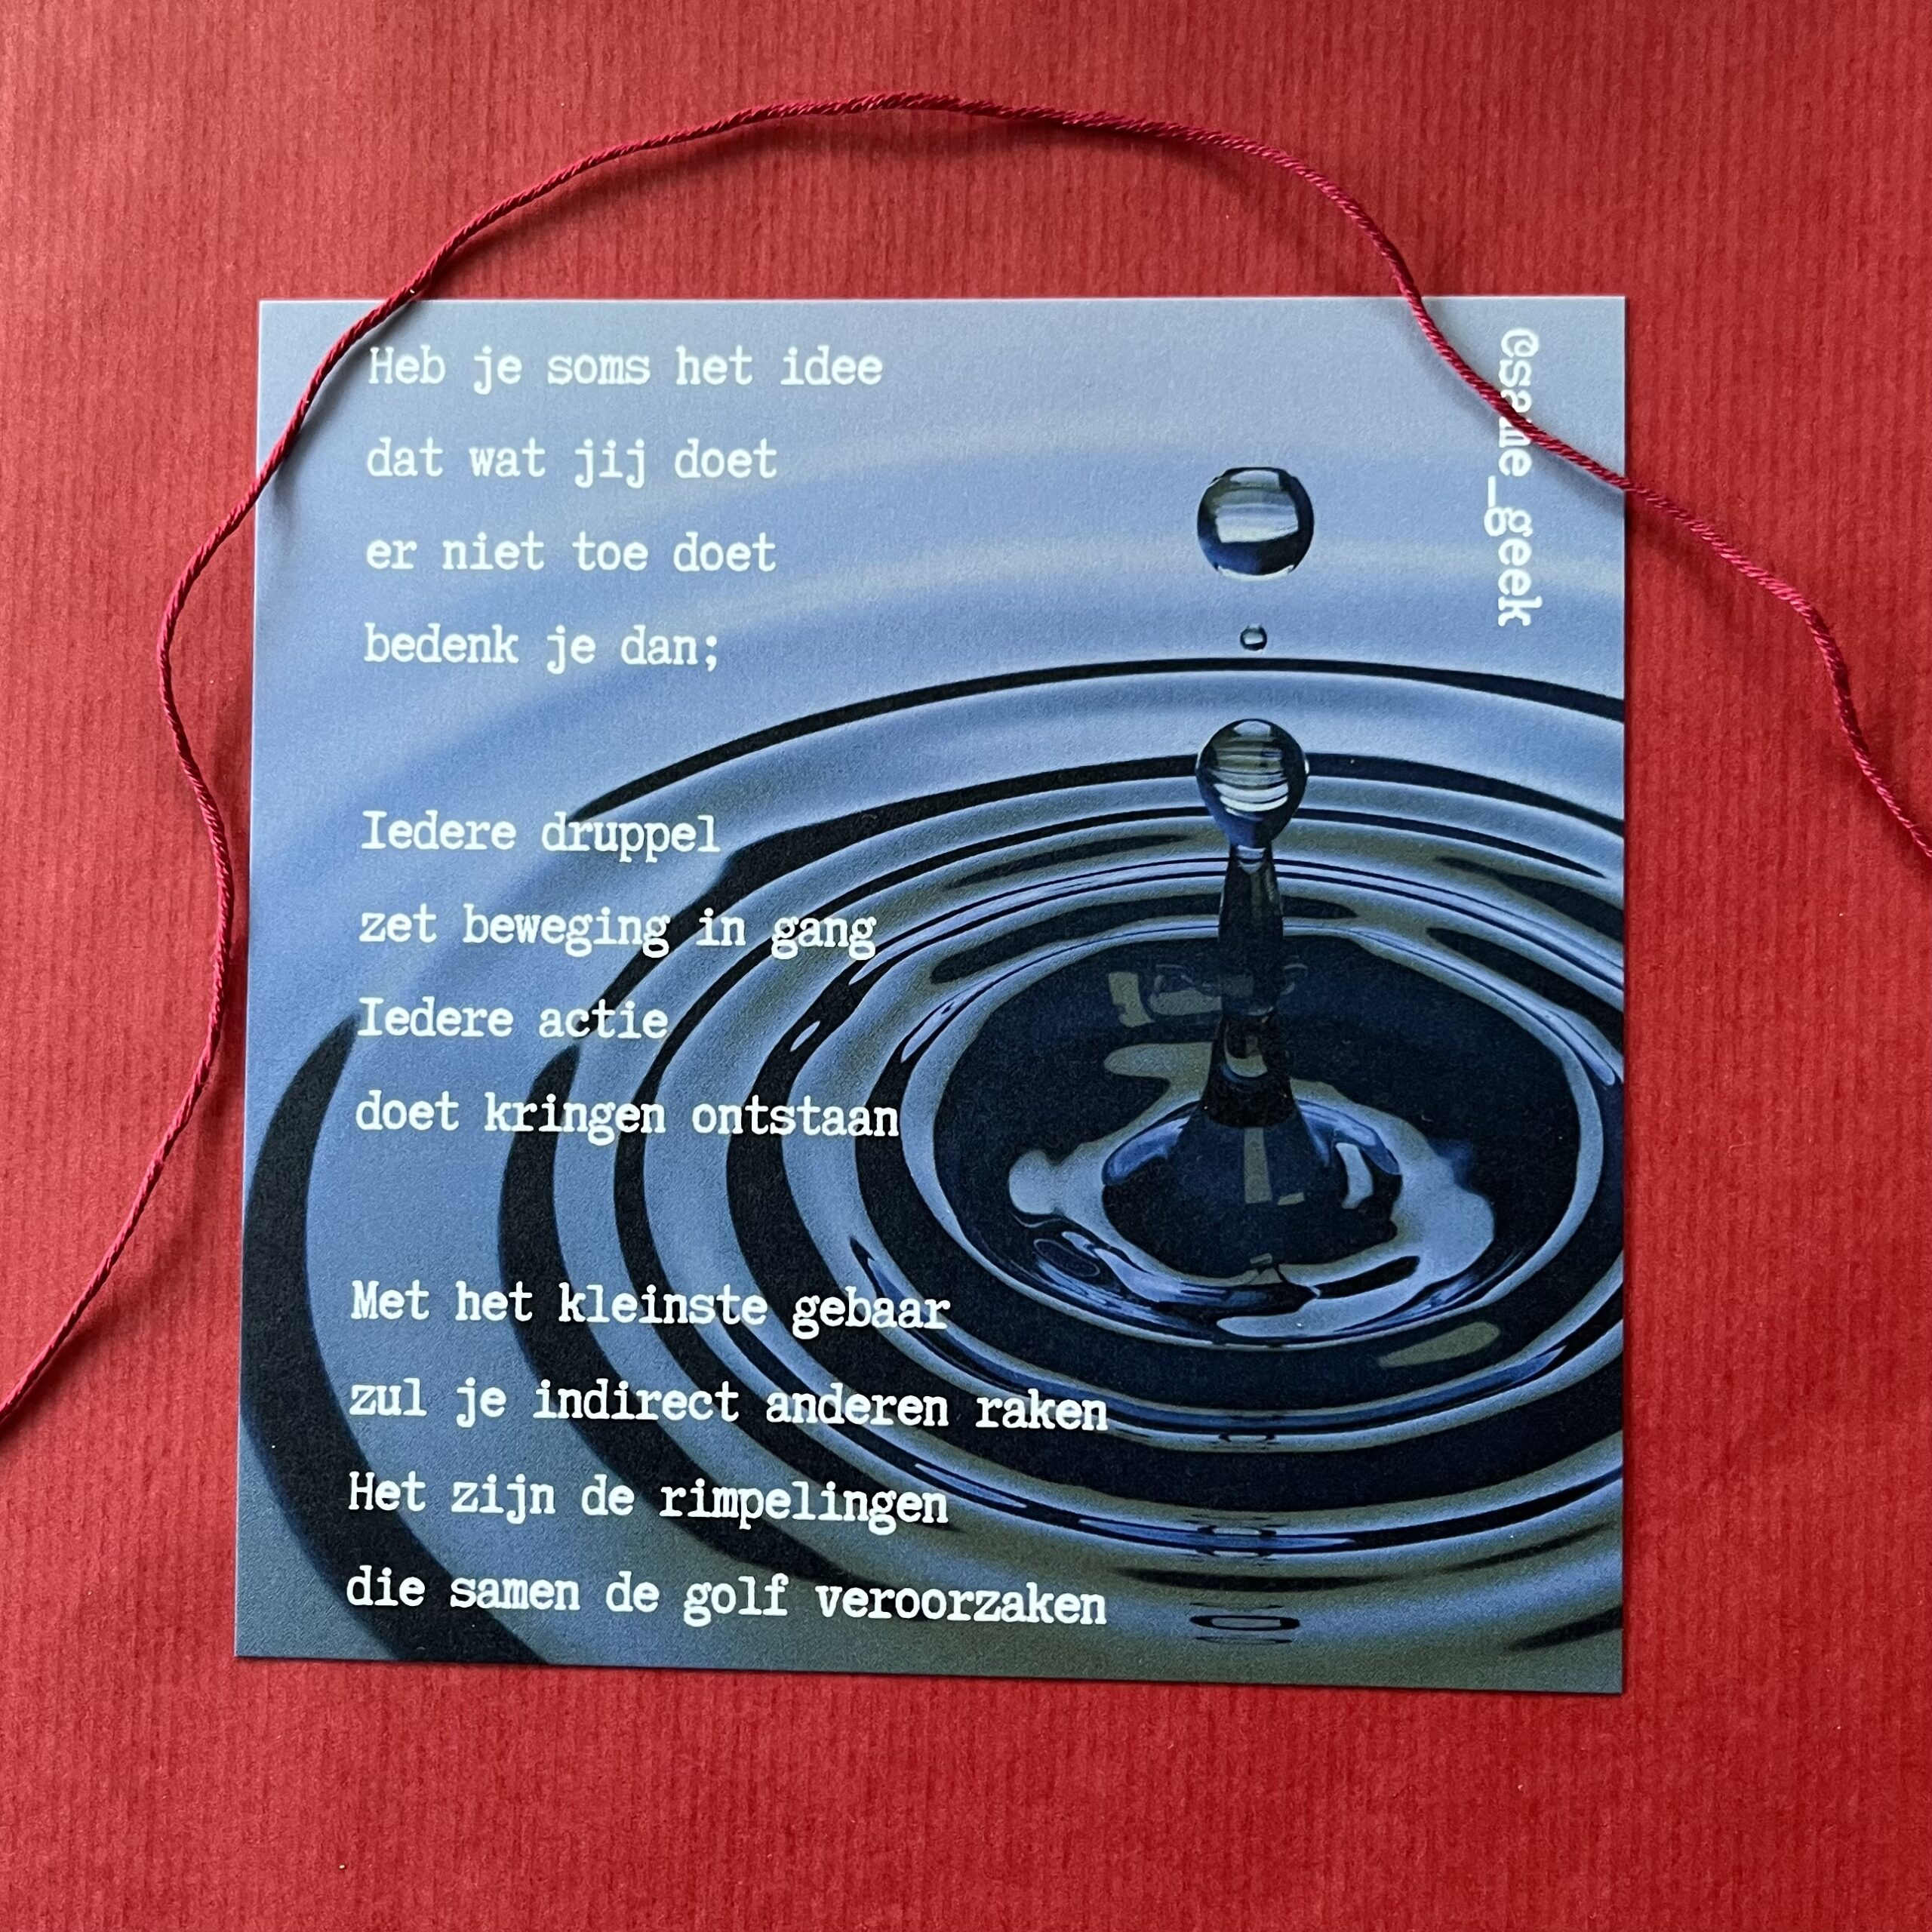 Heb je soms het idee
dat wat jij doet
er niet toe doet
bedenk je dan;
Iedere druppel
zet beweging in gang
Iedere actie
doet kringen ontstaan
Met het kleinste gebaar
zul je indirect anderen raken
Het zijn de rimpelingen
die samen de golf veroorzaken